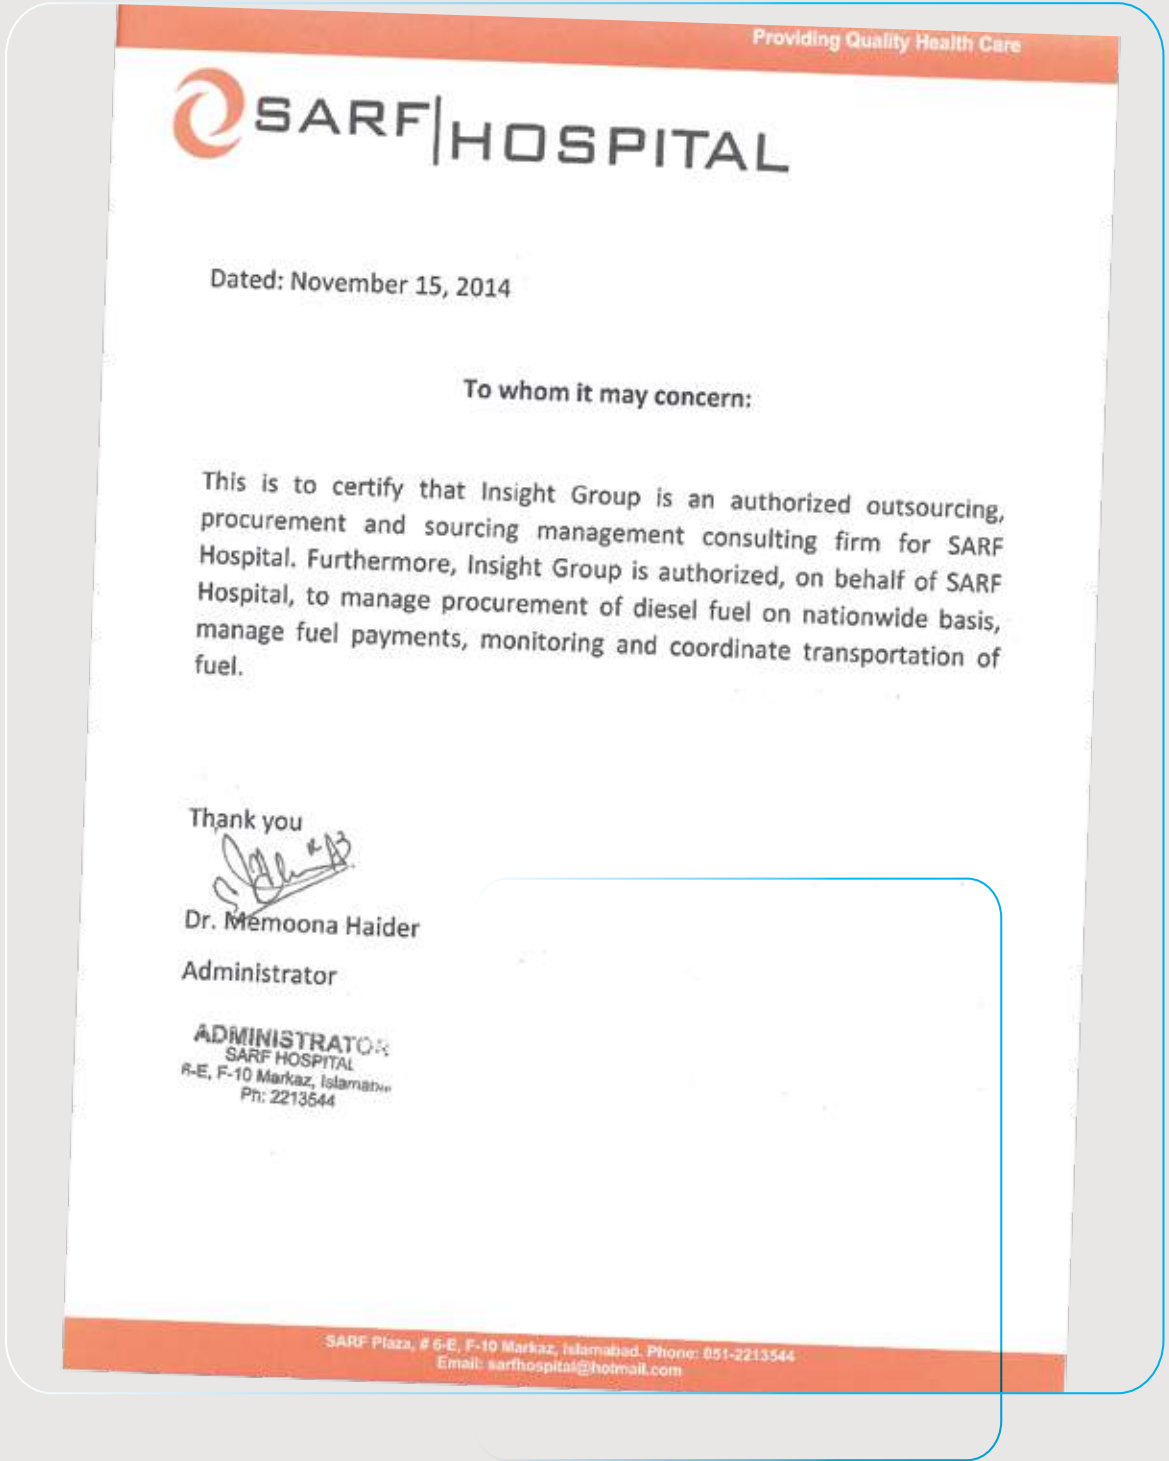 Providing Quality Health Care
SARF HOSPITAL
Dated: November 15, 2014
To whom it may concern:
This is to certify that Insight Group is an authorized outsourcing,
procurement and sourcing management consulting firm for SARF
Hospital. Furthermore, Insight Group is authorized, on behalf of SARF
Hospital, to manage procurement of diesel fuel on nationwide basis,
manage fuel payments, monitoring and coordinate transportation of
fuel.
Thank you
Dr. Memoona Haider
Administrator
ADMINISTRATOR
SARF HOSPITAL
6-E, F-10 Markaz,
Ph: 2213544
SARF Plaza, # 6-E, F-10 Markaz, Islamabad. Phone: 051-2213544
Email: sarfhospital@hotmail.com